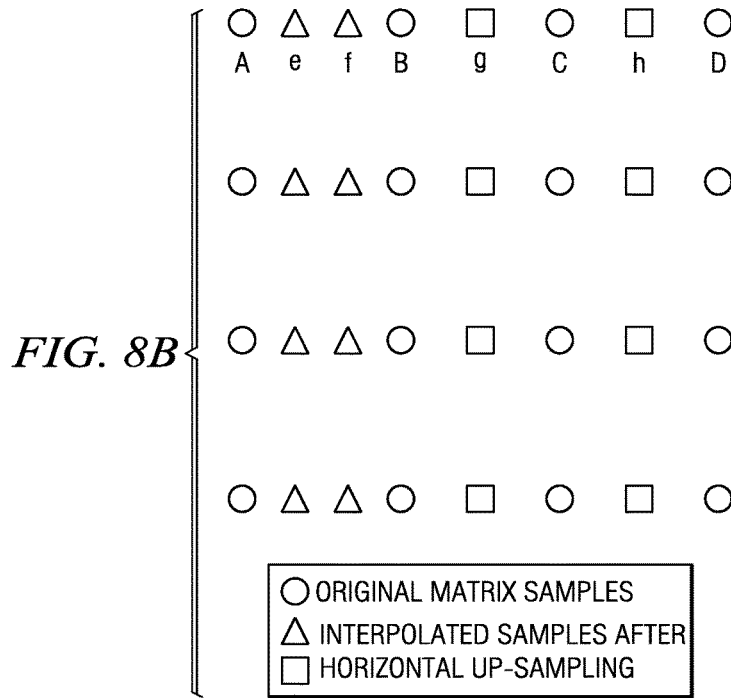 A e f B g C h D
FIG. 8B
ORIGINAL MATRIX SAMPLES
INTERPOLATED SAMPLES AFTER
HORIZONTAL UP-SAMPLING